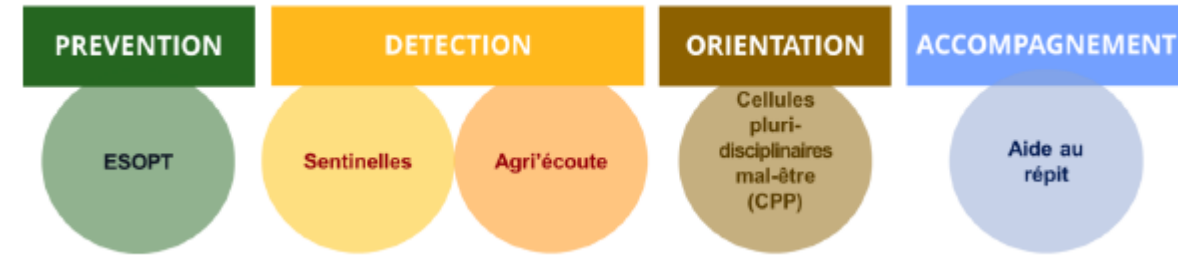 PREVENTION
DETECTION
ORIENTATION
ACCOMPAGNEMENT
ESOPT
Sentinelles
Agri'écoute
Cellules
pluri-
disciplinaires
mal-être
(CPP)
Aide au
répit